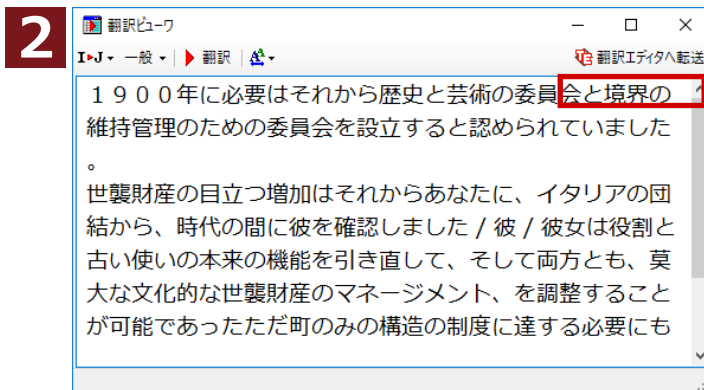 2
翻訳ビューワ
I▶J 一般 翻訳 翻訳エディタへ転送
１９００年に必要はそれから歴史と芸術の委員会と境界の
維持管理のための委員会を設立すると認められていました
。
世襲財産の目立つ増加はそれからあなたに、イタリアの団
結から、時代の間に彼を確認しました / 彼 / 彼女は役割と
古い使いの本来の機能を引き直して、そして両方とも、莫
大な文化的な世襲財産のマネージメント、を調整すること
が可能であったただ町のみの構造の制度に達する必要にも